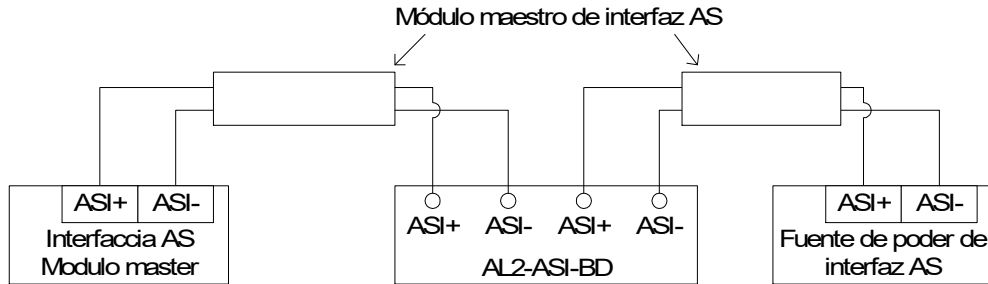 Módulo maestro de interfaz AS
ASI+ ASI-
Interfaccia AS
Modulo master
ASI+ ASI- ASI+ ASI-
AL2-ASI-BD
ASI+ ASI-
Fuente de poder de
interfaz AS